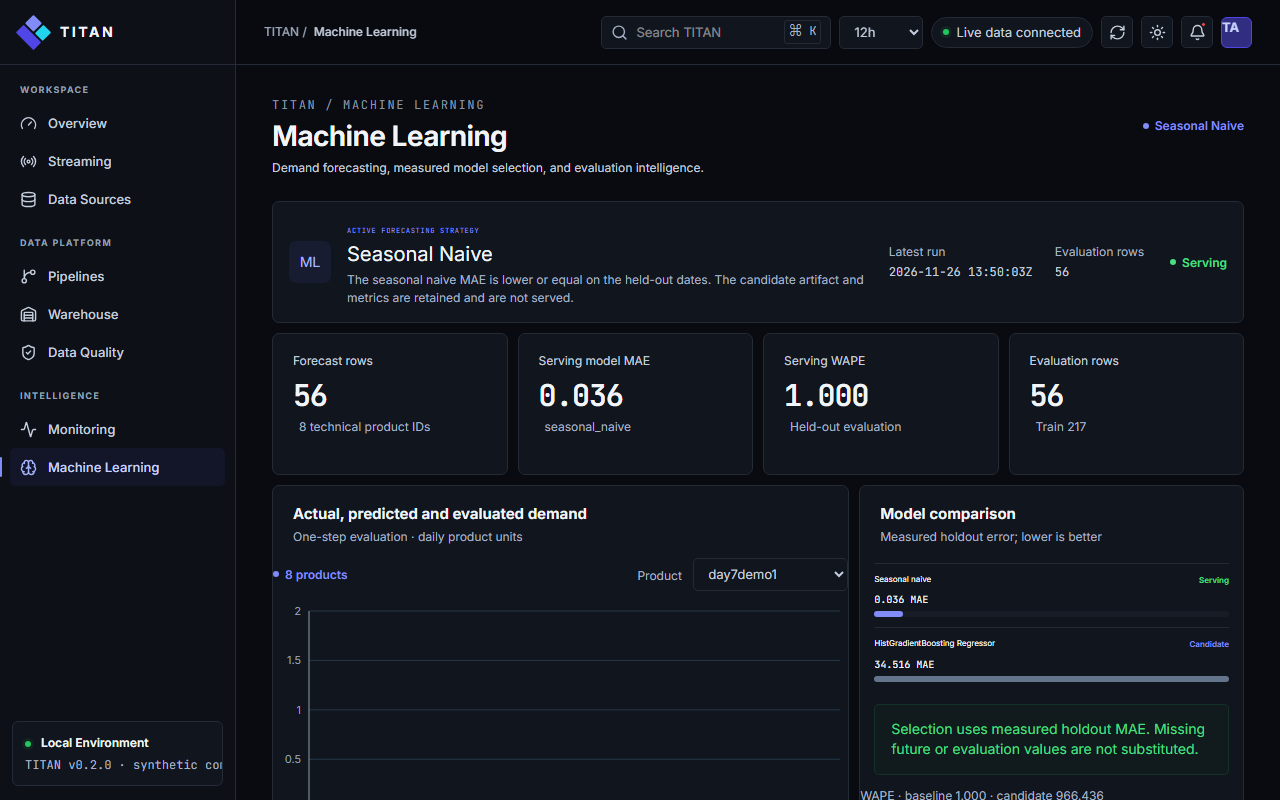 TITAN
TITAN / Machine Learning
Search TITAN
⌘ K
12h
Live data connected
TA
WORKSPACE
Overview
Streaming
Data Sources
DATA PLATFORM
Pipelines
Warehouse
Data Quality
INTELLIGENCE
Monitoring
Machine Learning
Local Environment
TITAN v0.2.0 · synthetic
TITAN / MACHINE LEARNING
Machine Learning
Demand forecasting, measured model selection, and evaluation intelligence.
Seasonal Naive
ML
ACTIVE FORECASTING STRATEGY
Seasonal Naive
The seasonal naive MAE is lower or equal on the held-out dates. The candidate artifact and
metrics are retained and are not served.
Latest run
2026-11-26 13:50:03Z
Evaluation rows
56
Serving
Forecast rows
56
8 technical product IDs
Serving model MAE
0.036
seasonal_naive
Serving WAPE
1.000
Held-out evaluation
Evaluation rows
56
Train 217
Actual, predicted and evaluated demand
One-step evaluation · daily product units
8 products
Product
day7demo1
2
1.5
1
0.5
Model comparison
Measured holdout error; lower is better
Seasonal naive
Serving
0.036 MAE
HistGradientBoosting Regressor
Candidate
34.516 MAE
Selection uses measured holdout MAE. Missing
future or evaluation values are not substituted.
WAPE · baseline 1.000 · candidate 966.436